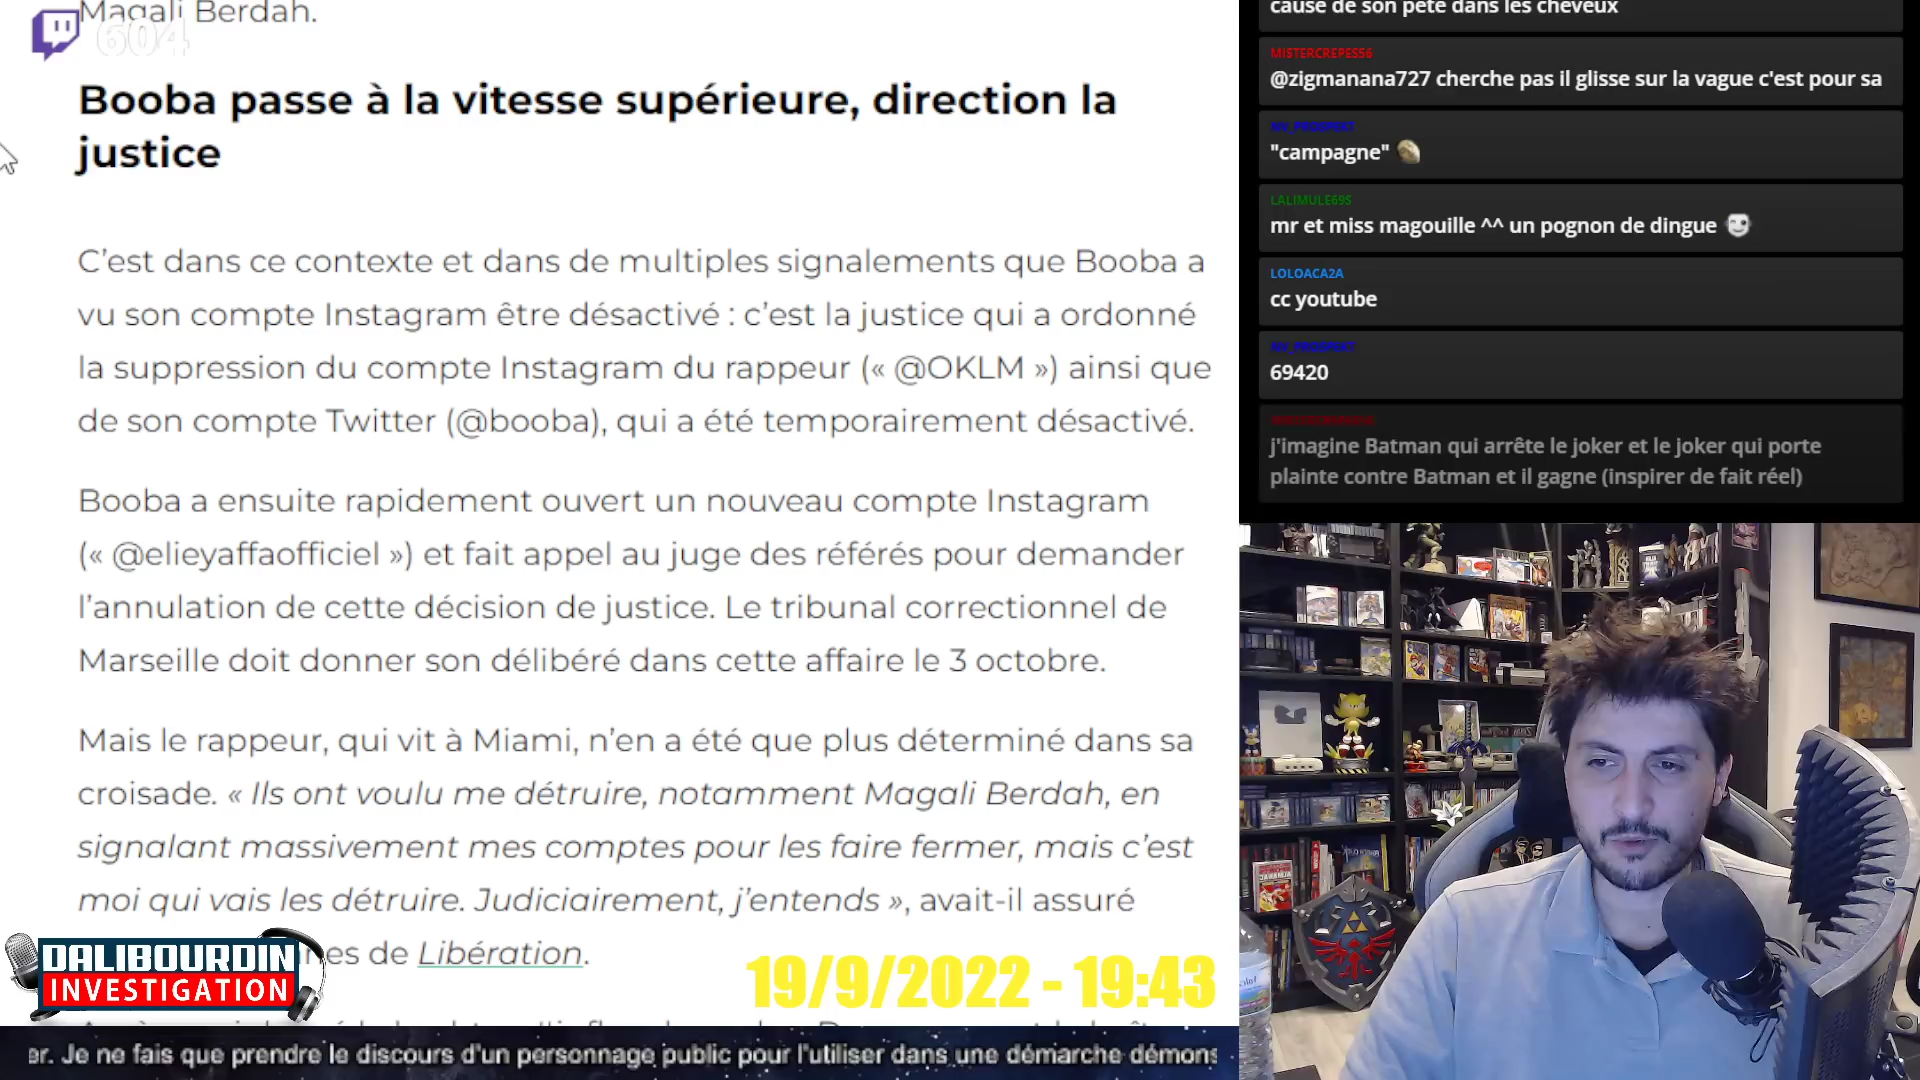 Magali Berdah.
604
Booba passe à la vitesse supérieure, direction la
justice
C’est dans ce contexte et dans de multiples signalements que Booba a
vu son compte Instagram être désactivé : c’est la justice qui a ordonné
la suppression du compte Instagram du rappeur (« @OKLM ») ainsi que
de son compte Twitter (@booba), qui a été temporairement désactivé.
Booba a ensuite rapidement ouvert un nouveau compte Instagram
(« @elieyaffaofficiel ») et fait appel au juge des référés pour demander
l’annulation de cette décision de justice. Le tribunal correctionnel de
Marseille doit donner son délibéré dans cette affaire le 3 octobre.
Mais le rappeur, qui vit à Miami, n’en a été que plus déterminé dans sa
croisade. « Ils ont voulu me détruire, notamment Magali Berdah, en
signalant massivement mes comptes pour les faire fermer, mais c’est
moi qui vais les détruire. Judiciairement, j’entends », avait-il assuré
es de Libération.
DALIBOURDIN
INVESTIGATION
19/9/2022 - 19:43
er. Je ne fais que prendre le discours d'un personnage public pour l'utiliser dans une démarche démons
cause de son pété dans les cheveux
MISTERCREPES56
@zigmanana727 cherche pas il glisse sur la vague c'est pour sa
"campagne"
LALIMULE69S
mr et miss magouille ^^ un pognon de dingue
LOLOACA2A
cc youtube
69420
j'imagine Batman qui arrête le joker et le joker qui porte
plainte contre Batman et il gagne (inspirer de fait réel)